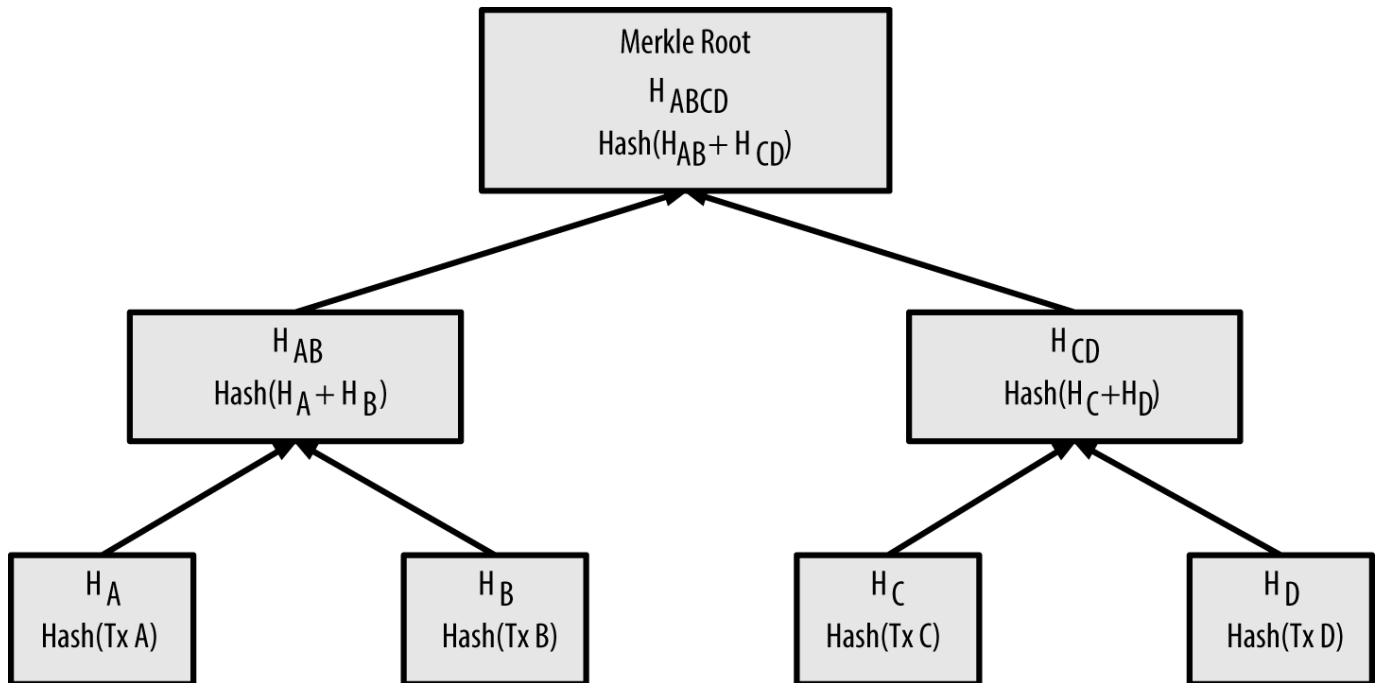 Merkle Root
H ABCD
Hash(H AB + H CD)
H AB
Hash(H A + H B)
H CD
Hash(H C+H D)
H A
Hash(Tx A)
H B
Hash(Tx B)
H C
Hash(Tx C)
H D
Hash(Tx D)